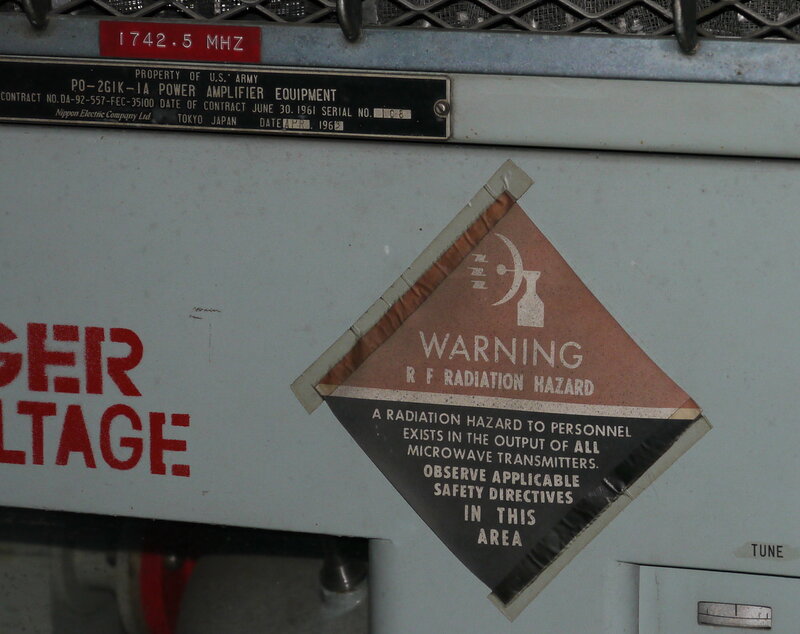 1742.5 MHZ
PROPERTY OF U.S. ARMY
PO-2G1K-1A POWER AMPLIFIER EQUIPMENT
CONTRACT NO. DA-92-557-FEC-35100 DATE OF CONTRACT JUNE 30, 1961 SERIAL NO.
Nippon Electric Company Ltd TOKYO JAPAN DATE APR. 1963
GER
LTAGE
WARNING
R F RADIATION HAZARD
A RADIATION HAZARD TO PERSONNEL
EXISTS IN THE OUTPUT OF ALL
MICROWAVE TRANSMITTERS.
OBSERVE APPLICABLE
SAFETY DIRECTIVES
IN THIS
AREA
TUNE